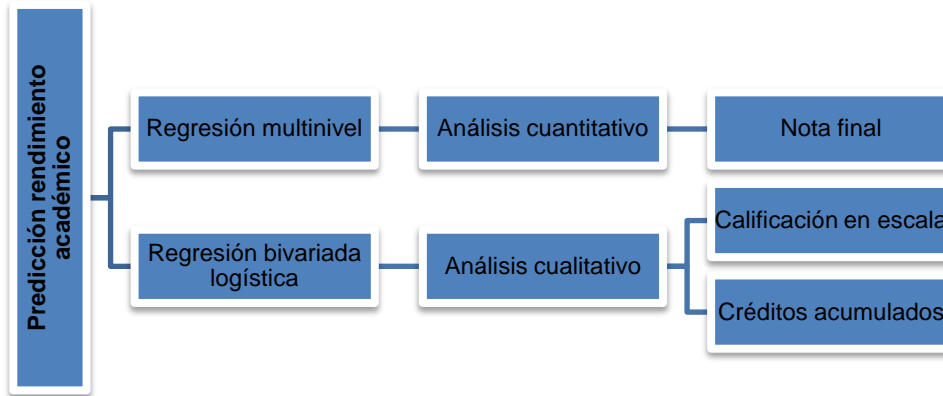 Predicción rendimiento
académico
Regresión multinivel
Análisis cuantitativo
Nota final
Regresión bivariada
logística
Análisis cualitativo
Calificación en escala
Créditos acumulados